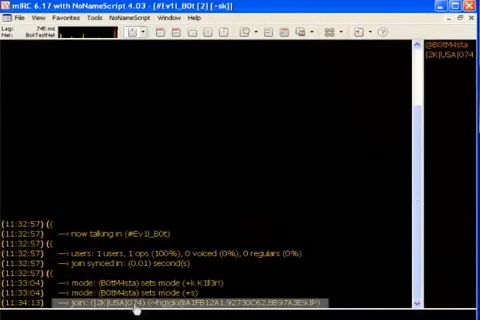 mIRC 6.17 with NoNameScript 4.03 - [#Ev1l_B0t [2] [-sk]]
File View Favorites Tools NoNameScript Window Help
Lag: 745 ms
Net: BotTestNet
@B0tM4sta
[2K|USA|074
(11:32:57) ((
(11:32:57) —› now talking in (#Ev1l_B0t)
(11:32:57) ((
(11:32:57) —› users: 1 users, 1 ops (100%), 0 voiced (0%), 0 regulars (0%)
(11:32:57) —› join synced in: (0.01) second(s)
(11:32:57) ((
(11:33:04) —› mode: (B0tM4sta) sets mode (+k K1ll3r!)
(11:33:04) —› mode: (B0tM4sta) sets mode (+s)
(11:34:13) —› join: ([2K|USA|074)